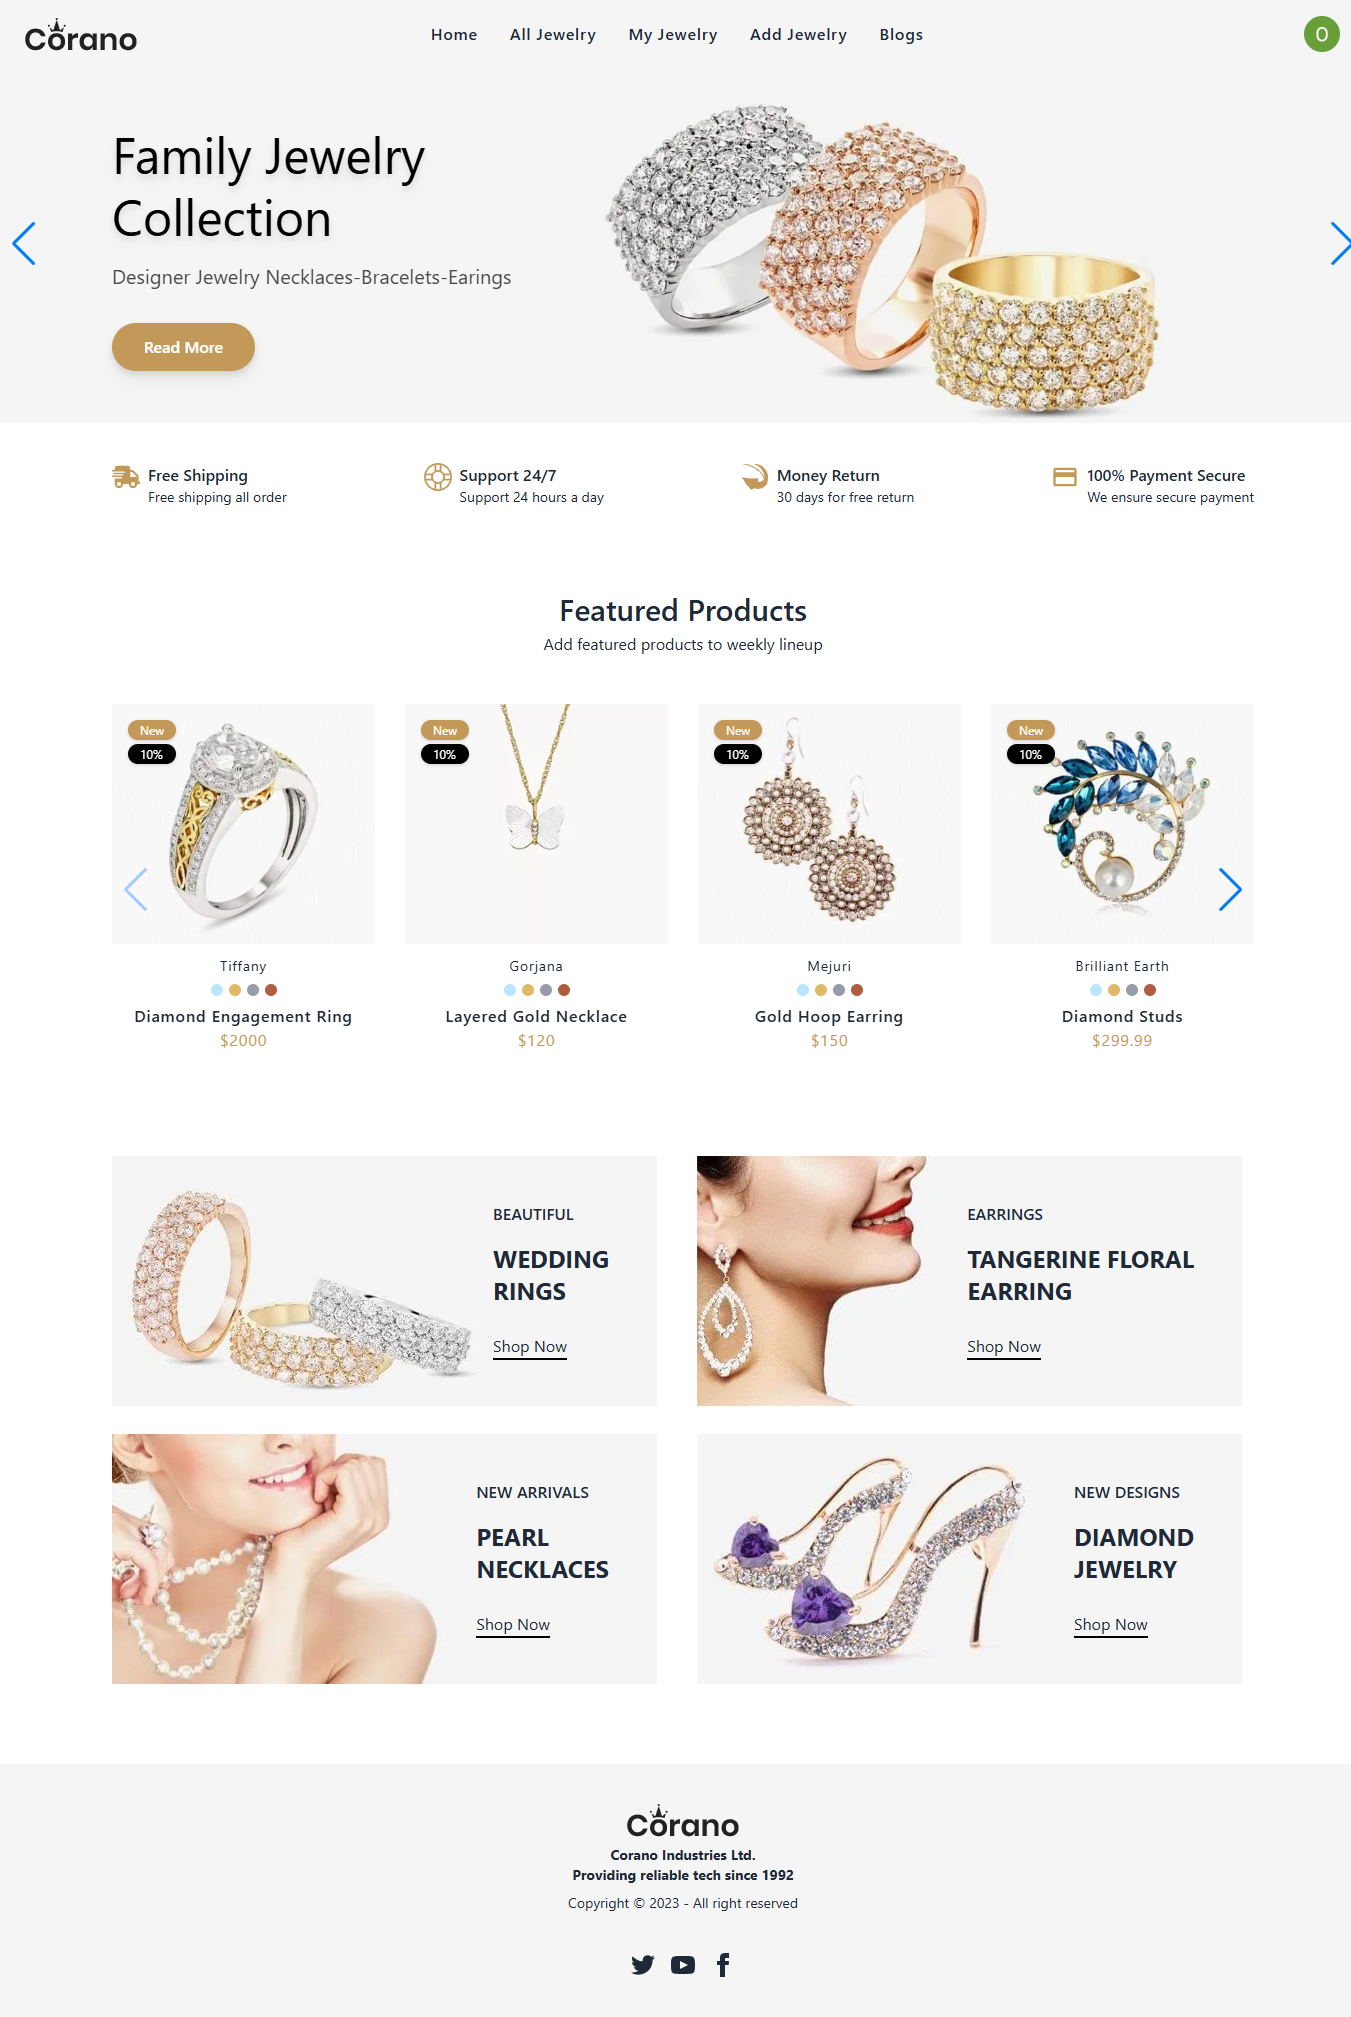 Corano
Home
All Jewelry
My Jewelry
Add Jewelry
Blogs
O
Family Jewelry
Collection
Designer Jewelry Necklaces-Bracelets-Earings
Read More
Free Shipping
Free shipping all order
Support 24/7
Support 24 hours a day
Money Return
30 days for free return
100% Payment Secure
We ensure secure payment
Featured Products
Add featured products to weekly lineup
New
10%
Tiffany
Diamond Engagement Ring
$2000
New
10%
Gorjana
Layered Gold Necklace
$120
New
10%
Mejuri
Gold Hoop Earring
$150
New
10%
Brilliant Earth
Diamond Studs
$299.99
BEAUTIFUL
WEDDING
RINGS
Shop Now
EARRINGS
TANGERINE FLORAL
EARRING
Shop Now
NEW ARRIVALS
PEARL
NECKLACES
Shop Now
NEW DESIGNS
DIAMOND
JEWELRY
Shop Now
Corano
Corano Industries Ltd.
Providing reliable tech since 1992
Copyright © 2023 - All right reserved